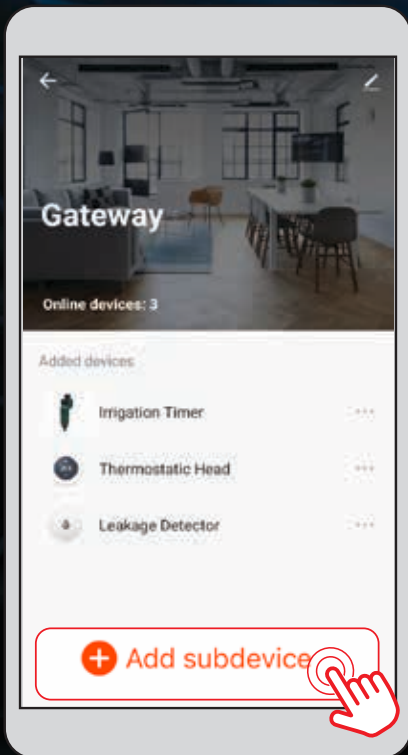 Gateway
Online devices: 3
Added devices
Irrigation Timer
Thermostatic Head
Leakage Detector
Add subdevice